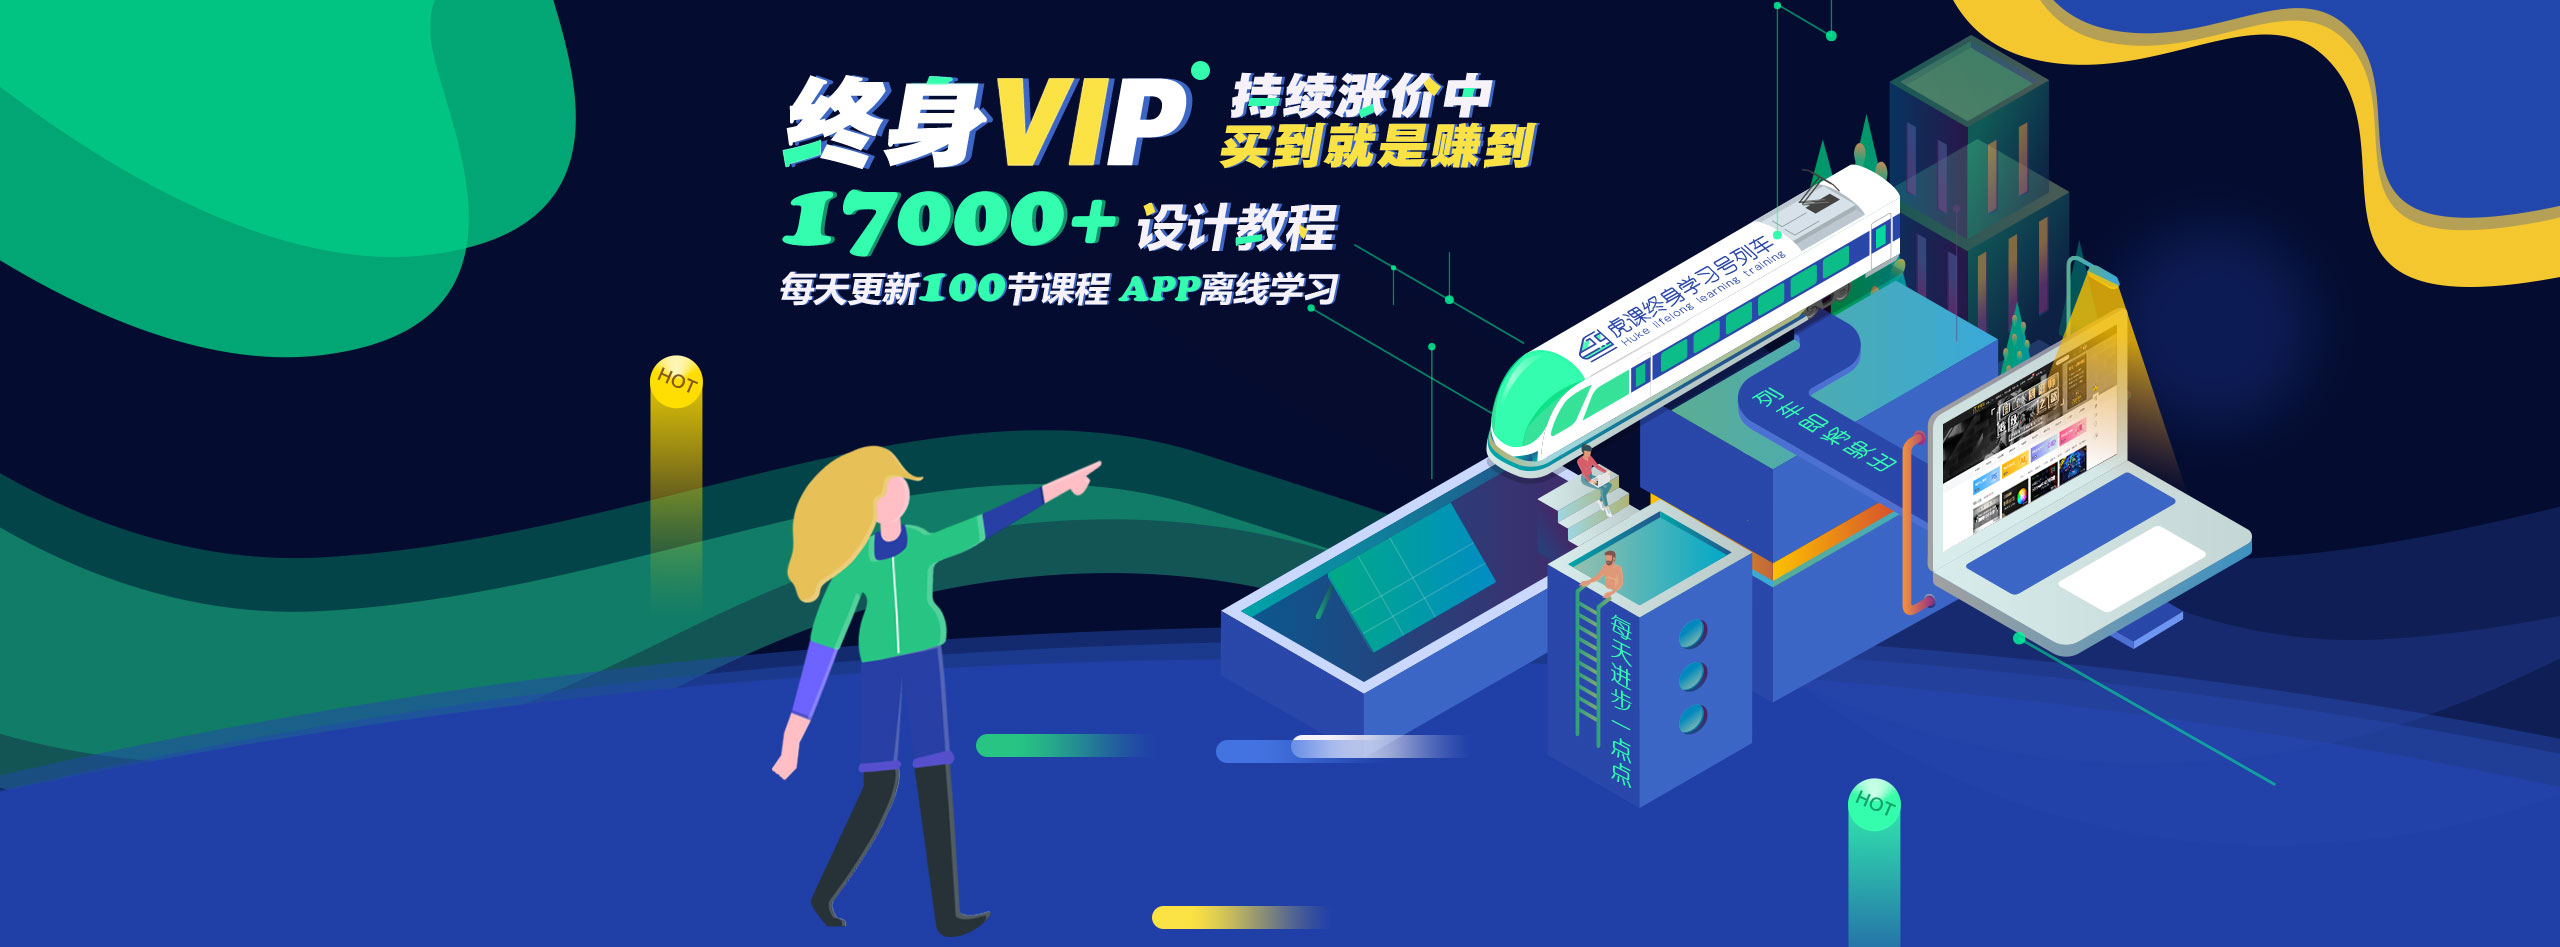 终身VIP
持续涨价中
买到就是赚到
17000+ 设计教程
每天更新100节课程 APP离线学习
HOT
虎课终身学习号列车
Huke lifelong learning training
列车即将驶出
每天进步一点点
HOT